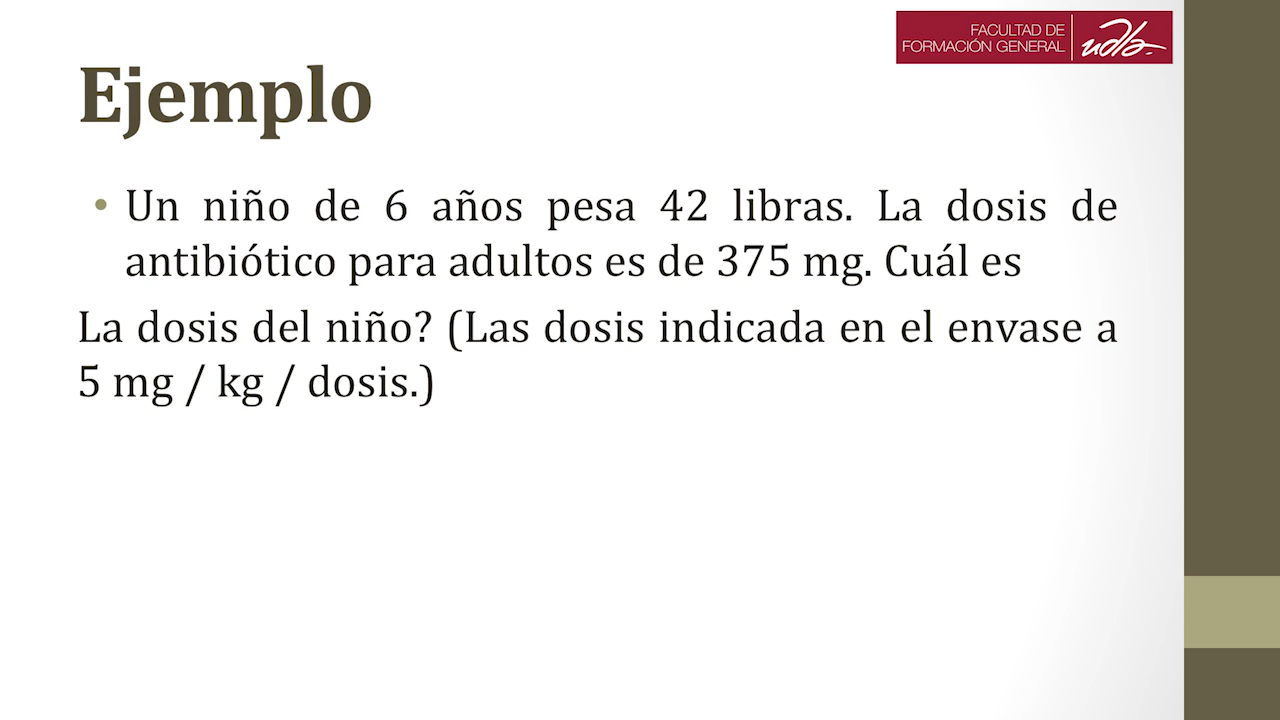 FACULTAD DE
FORMACIÓN GENERAL
udla.
Ejemplo
• Un niño de 6 años pesa 42 libras. La dosis de
antibiótico para adultos es de 375 mg. Cuál es
La dosis del niño? (Las dosis indicada en el envase a
5 mg / kg / dosis.)